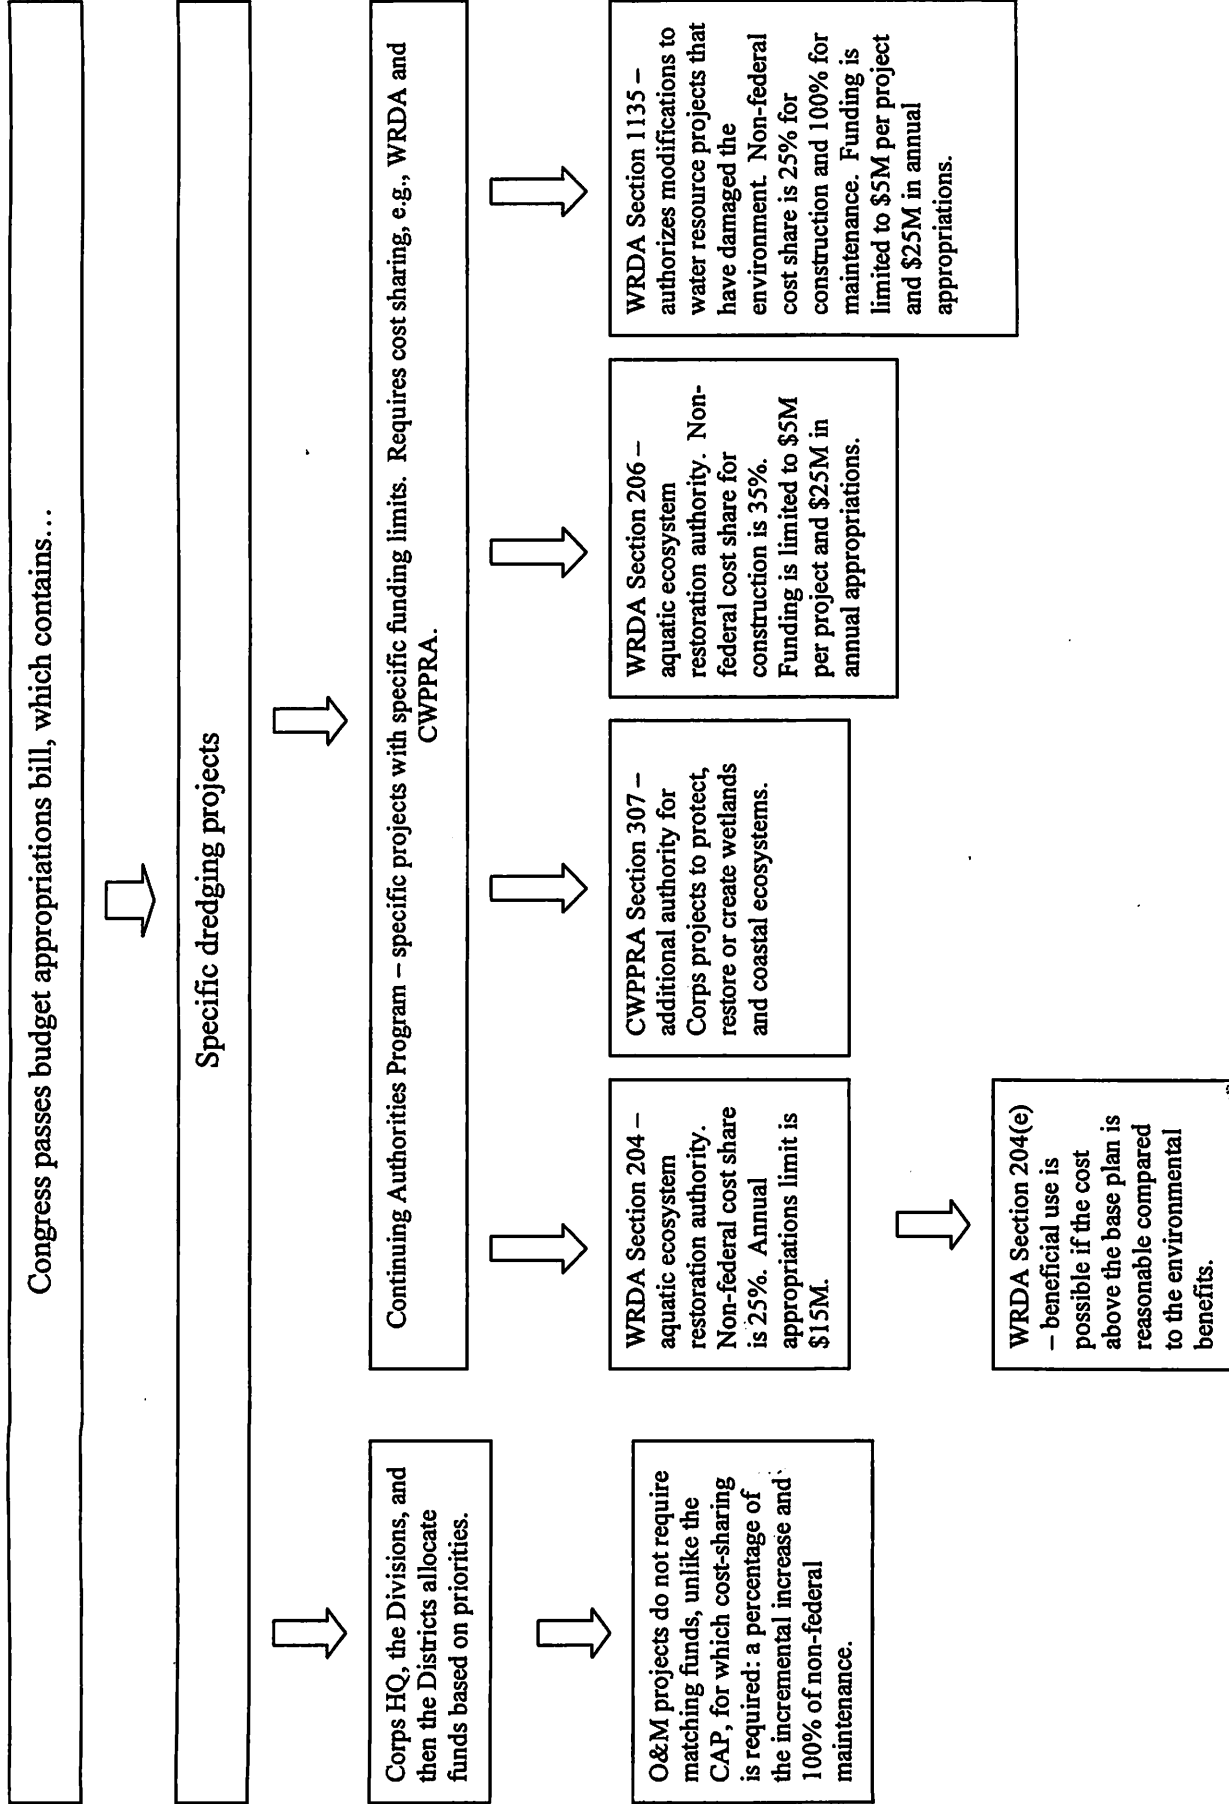 Congress passes budget appropriations bill, which contains…
Specific dredging projects
Corps HQ, the Divisions, and
then the Districts allocate
funds based on priorities.
Continuing Authorities Program – specific projects with specific funding limits. Requires cost sharing, e.g., WRDA and
CWPPRA.
O&M projects do not require
matching funds, unlike the
CAP, for which cost-sharing
is required: a percentage of
the incremental increase and
100% of non-federal
maintenance.
WRDA Section 204 –
aquatic ecosystem
restoration authority.
Non-federal cost share
is 25%. Annual
appropriations limit is
$15M.
CWPPRA Section 307 –
additional authority for
Corps projects to protect,
restore or create wetlands
and coastal ecosystems.
WRDA Section 206 –
aquatic ecosystem
restoration authority. Non-
federal cost share for
construction is 35%.
Funding is limited to $5M
per project and $25M in
annual appropriations.
WRDA Section 1135 –
authorizes modifications to
water resource projects that
have damaged the
environment. Non-federal
cost share is 25% for
construction and 100% for
maintenance. Funding is
limited to $5M per project
and $25M in annual
appropriations.
WRDA Section 204(e)
– beneficial use is
possible if the cost
above the base plan is
reasonable compared
to the environmental
benefits.